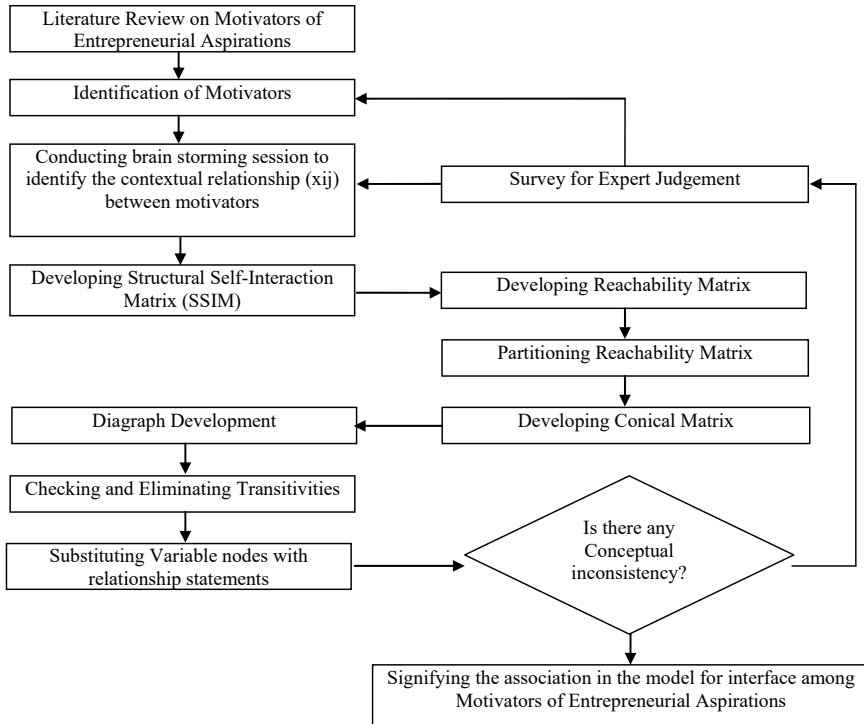 Literature Review on Motivators of
Entrepreneurial Aspirations
Identification of Motivators
Conducting brain storming session to
identify the contextual relationship (xij)
between motivators
Survey for Expert Judgement
Developing Structural Self-Interaction
Matrix (SSIM)
Developing Reachability Matrix
Partitioning Reachability Matrix
Developing Conical Matrix
Diagraph Development
Checking and Eliminating Transitivities
Substituting Variable nodes with
relationship statements
Is there any
Conceptual
inconsistency?
Signifying the association in the model for interface among
Motivators of Entrepreneurial Aspirations